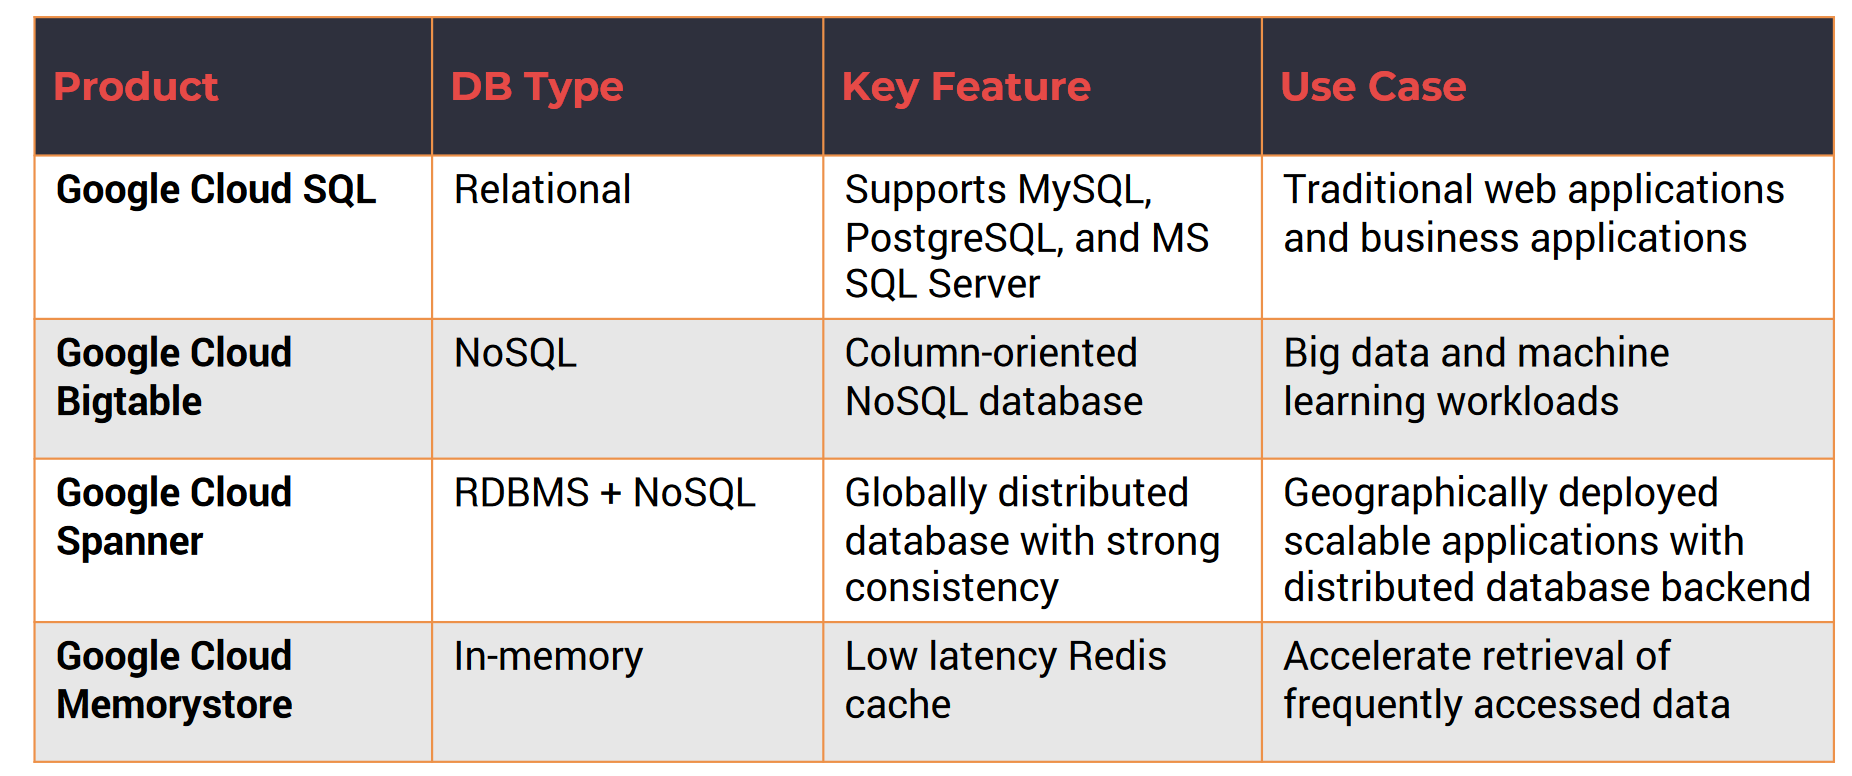 Product
DB Type
Key Feature
Use Case
Google Cloud SQL
Relational
Supports MySQL,
PostgreSQL, and MS
SQL Server
Traditional web applications
and business applications
Google Cloud
Bigtable
NoSQL
Column-oriented
NoSQL database
Big data and machine
learning workloads
Google Cloud
Spanner
RDBMS + NoSQL
Globally distributed
database with strong
consistency
Geographically deployed
scalable applications with
distributed database backend
Google Cloud
Memorystore
In-memory
Low latency Redis
cache
Accelerate retrieval of
frequently accessed data